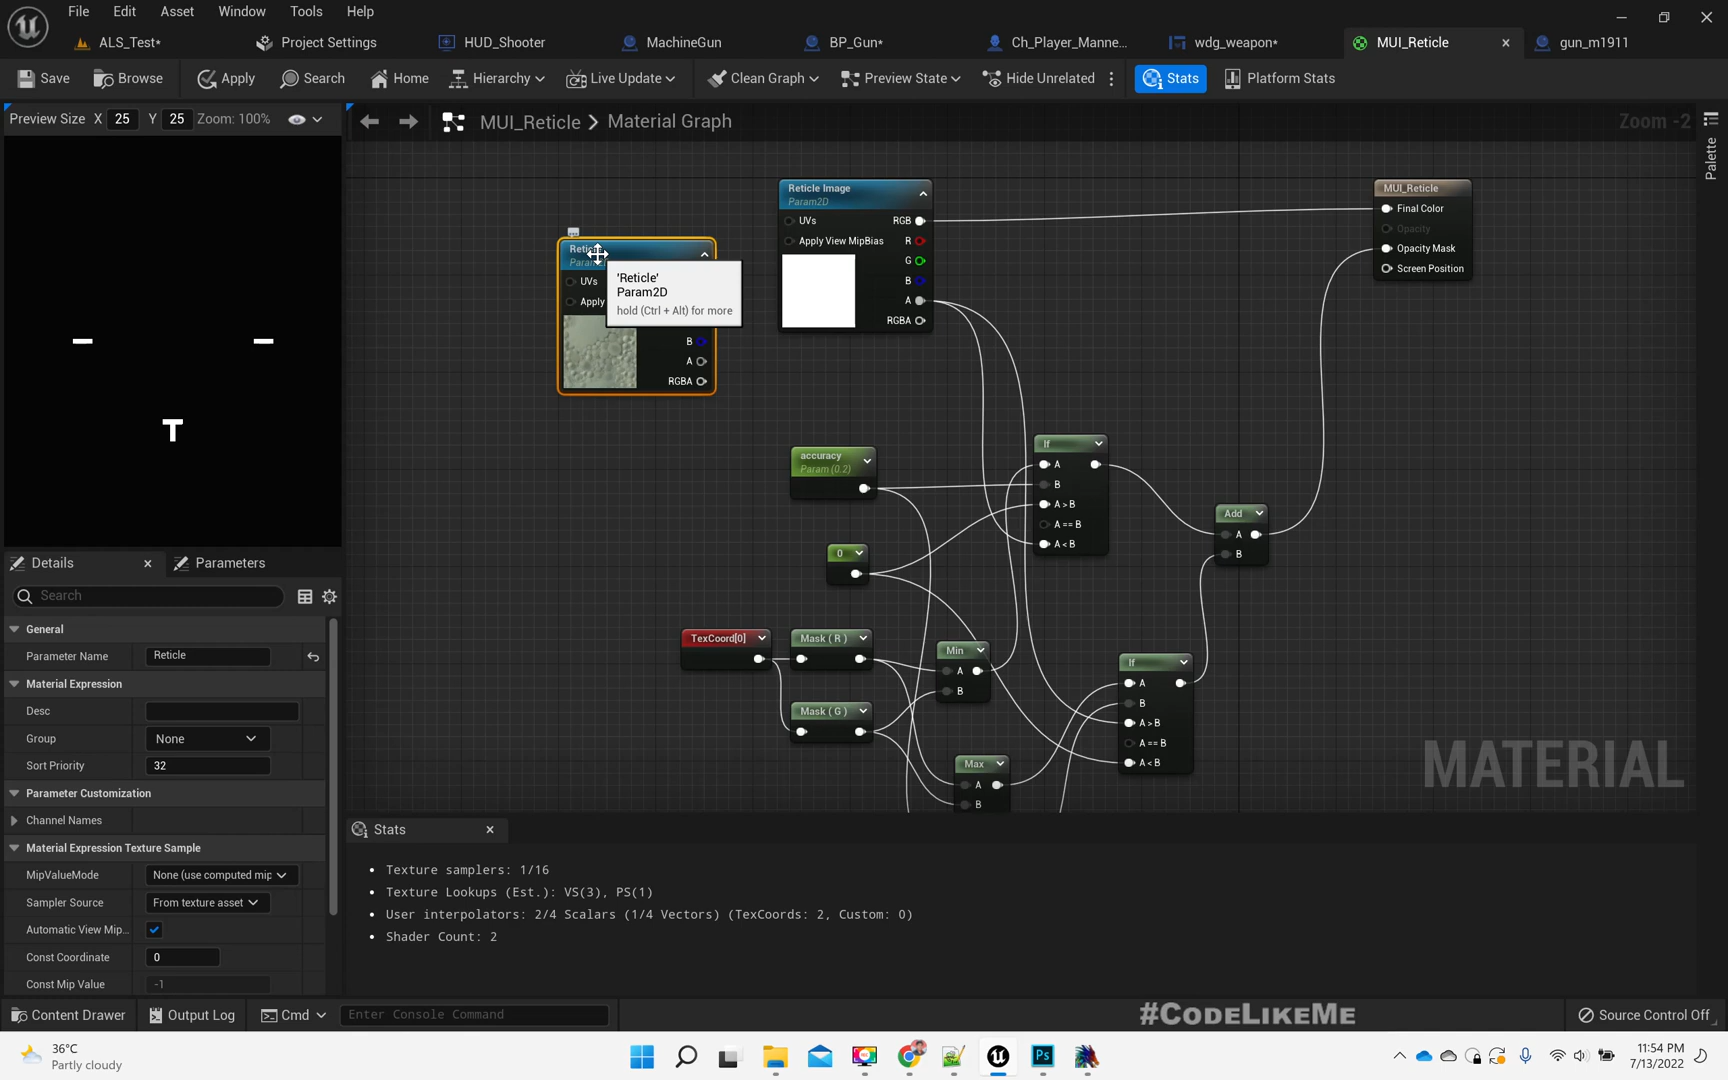 File Edit Asset Window Tools Help
ALS_Test* Project Settings HUD_Shooter MachineGun BP_Gun* Ch_Player_Manne... wdg_weapon* MUI_Reticle gun_m1911
Save Browse Apply Search Home Hierarchy Live Update Clean Graph Preview State Hide Unrelated Stats Platform Stats
Preview Size X 25 Y 25 Zoom: 100%
MUI_Reticle > Material Graph
Zoom -2
Palette
Reticle Image
Param2D
UVs RGB
Apply View MipBias R
G
B
A
RGBA
MUI_Reticle
Final Color
Opacity
Opacity Mask
Screen Position
UVs
Apply
B
A
RGBA
'Reticle'
Param2D
hold (Ctrl + Alt) for more
accuracy
Param (0.2)
If
A
B
A > B
A == B
A < B
Add
A
B
0
TexCoord[0]
Mask ( R )
Mask ( G )
Min
A
B
If
A
B
A > B
A == B
A < B
Max
A
B
MATERIAL
Details Parameters
Search
General
Parameter Name Reticle
Material Expression
Desc
Group None
Sort Priority 32
Parameter Customization
Channel Names
Material Expression Texture Sample
MipValueMode None (use computed mip
Sampler Source From texture asset
Automatic View Mip...
Const Coordinate 0
Const Mip Value -1
Stats
Texture samplers: 1/16
Texture Lookups (Est.): VS(3), PS(1)
User interpolators: 2/4 Scalars (1/4 Vectors) (TexCoords: 2, Custom: 0)
Shader Count: 2
Content Drawer Output Log Cmd Enter Console Command
#CODELIKEME
Source Control Off
36°C
Partly cloudy
Ps
11:54 PM
7/13/2022